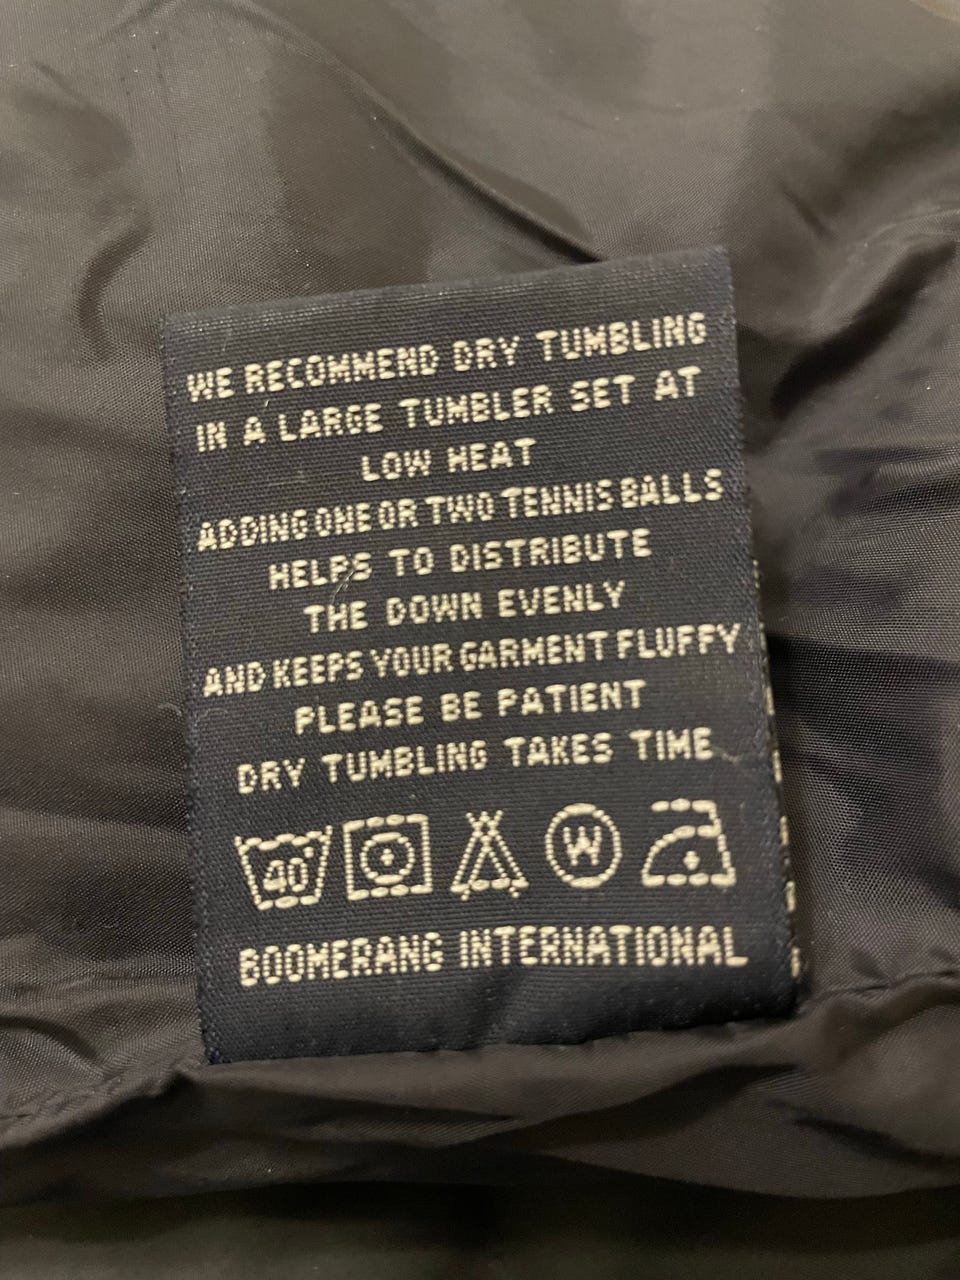 WE RECOMMEND DRY TUMBLING
IN A LARGE TUMBLER SET AT
LOW HEAT
ADDING ONE OR TWO TENNIS BALLS
HELPS TO DISTRIBUTE
THE DOWN EVENLY
AND KEEPS YOUR GARMENT FLUFFY
PLEASE BE PATIENT
DRY TUMBLING TAKES TIME
40° W
BOOMERANG INTERNATIONAL